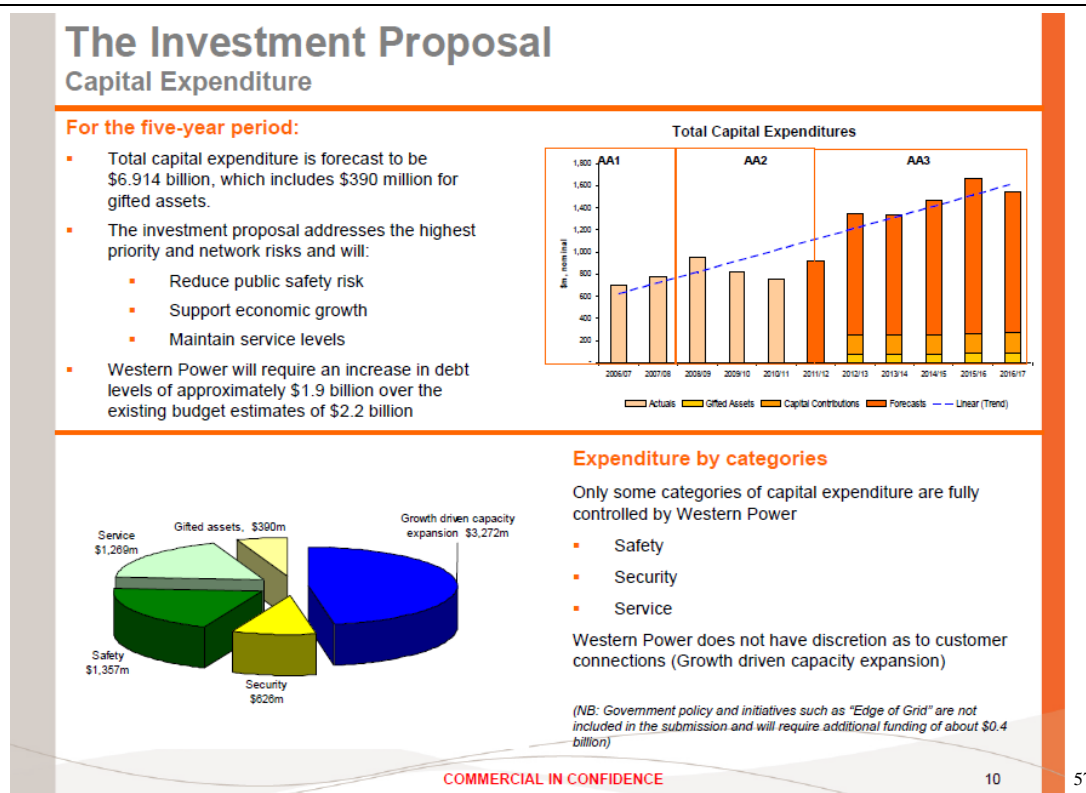 The Investment Proposal
Capital Expenditure
For the five-year period:
▪ Total capital expenditure is forecast to be
$6.914 billion, which includes $390 million for
gifted assets.
▪ The investment proposal addresses the highest
priority and network risks and will:
▪ Reduce public safety risk
▪ Support economic growth
▪ Maintain service levels
▪ Western Power will require an increase in debt
levels of approximately $1.9 billion over the
existing budget estimates of $2.2 billion
Total Capital Expenditures
AA1 AA2 AA3
$m, nominal
1,800
1,600
1,400
1,200
1,000
800
600
400
200
-
2006/07 2007/08 2008/09 2009/10 2010/11 2011/12 2012/13 2013/14 2014/15 2015/16 2016/17
Actuals Gifted Assets Capital Contributions Forecasts Linear (Trend)
Gifted assets, $390m
Growth driven capacity
expansion $3,272m
Service
$1,269m
Safety
$1,357m
Security
$626m
Expenditure by categories
Only some categories of capital expenditure are fully
controlled by Western Power
▪ Safety
▪ Security
▪ Service
Western Power does not have discretion as to customer
connections (Growth driven capacity expansion)
(NB: Government policy and initiatives such as “Edge of Grid” are not
included in the submission and will require additional funding of about $0.4
billion)
COMMERCIAL IN CONFIDENCE
10